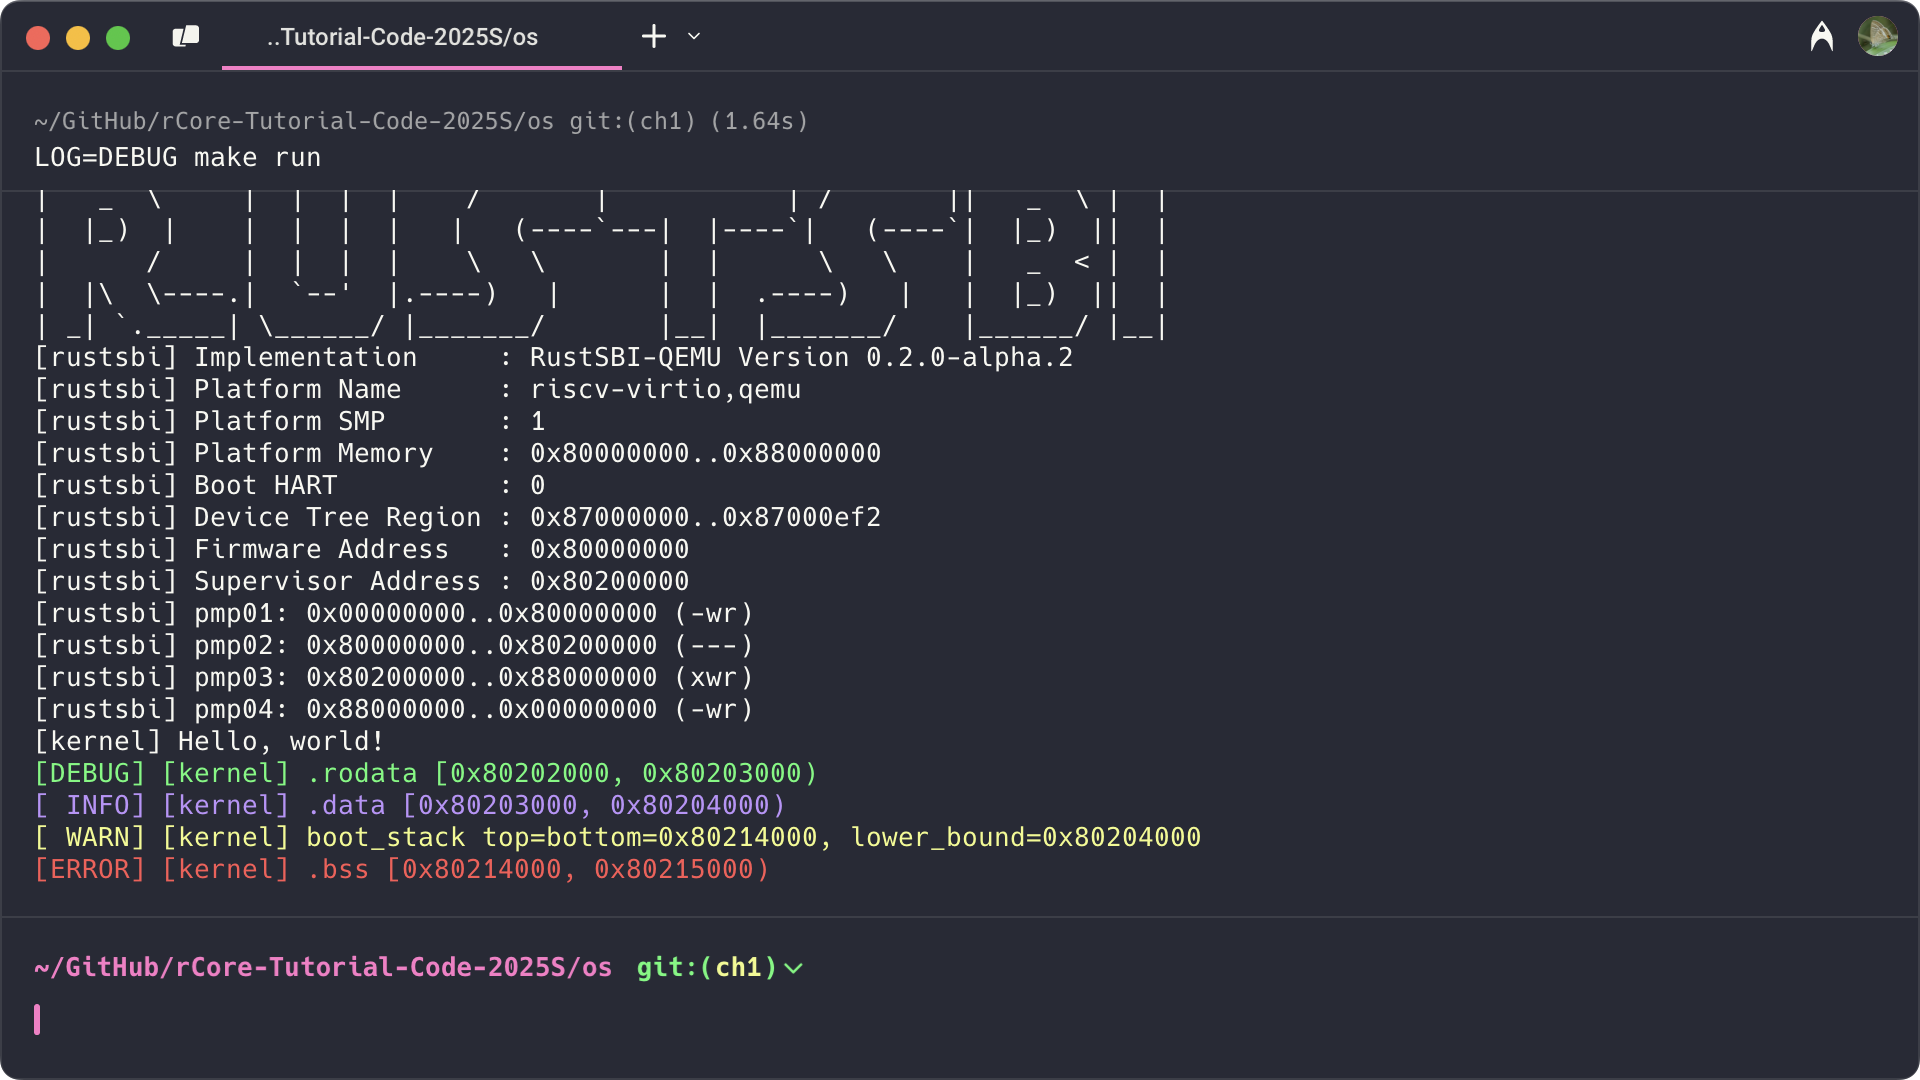 ..Tutorial-Code-2025S/os
~/GitHub/rCore-Tutorial-Code-2025S/os git:(ch1) (1.64s)
LOG=DEBUG make run
|   _  \     |  |  |  |    /       |           | /       ||   _  \ |  |
|  |_)  |    |  |  |  |   |   (----`---|  |----`|   (----`|  |_)  ||  |
|      /     |  |  |  |    \   \       |  |      \   \    |   _  < |  |
|  |\  \----.|  `--'  |.----)   |      |  |  .----)   |   |  |_)  ||  |
| _| `._____| \______/ |_______/       |__|  |_______/    |______/ |__|
[rustsbi] Implementation     : RustSBI-QEMU Version 0.2.0-alpha.2
[rustsbi] Platform Name      : riscv-virtio,qemu
[rustsbi] Platform SMP       : 1
[rustsbi] Platform Memory    : 0x80000000..0x88000000
[rustsbi] Boot HART          : 0
[rustsbi] Device Tree Region : 0x87000000..0x87000ef2
[rustsbi] Firmware Address   : 0x80000000
[rustsbi] Supervisor Address : 0x80200000
[rustsbi] pmp01: 0x00000000..0x80000000 (-wr)
[rustsbi] pmp02: 0x80000000..0x80200000 (---)
[rustsbi] pmp03: 0x80200000..0x88000000 (xwr)
[rustsbi] pmp04: 0x88000000..0x00000000 (-wr)
[kernel] Hello, world!
[DEBUG] [kernel] .rodata [0x80202000, 0x80203000)
[ INFO] [kernel] .data [0x80203000, 0x80204000)
[ WARN] [kernel] boot_stack top=bottom=0x80214000, lower_bound=0x80204000
[ERROR] [kernel] .bss [0x80214000, 0x80215000)
~/GitHub/rCore-Tutorial-Code-2025S/os git:(ch1)